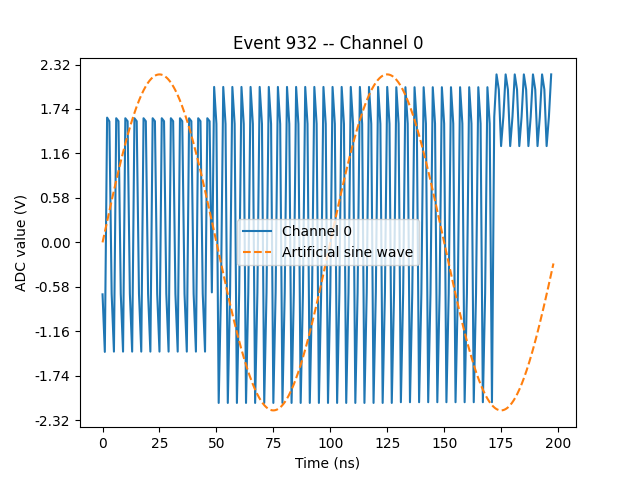 Event 932 -- Channel 0
ADC value (V)
2.32
1.74
1.16
0.58
0.00
-0.58
-1.16
-1.74
-2.32
Channel 0
Artificial sine wave
0 25 50 75 100 125 150 175 200
Time (ns)